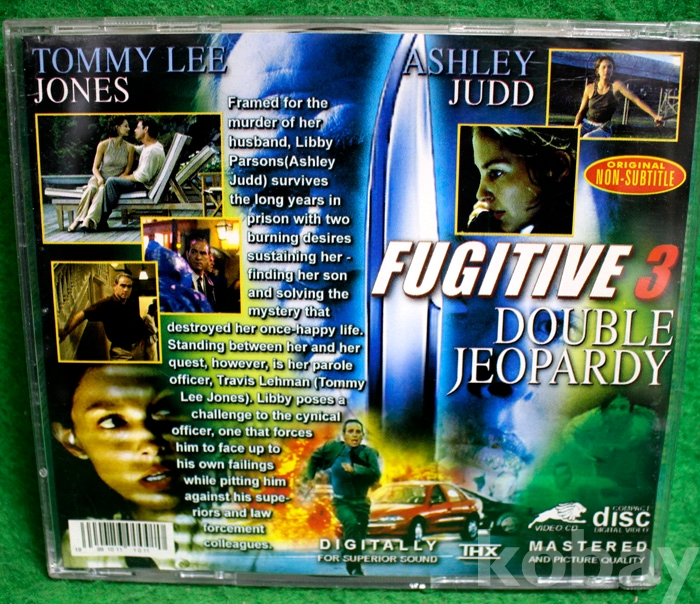 TOMMY LEE
JONES
ASHLEY
JUDD
Framed for the
murder of her
husband, Libby
Parsons(Ashley
Judd) survives
the long years in
prison with two
burning desires
sustaining her -
finding her son
and solving the
mystery that
destroyed her once-happy life.
Standing between her and her
quest, however, is her parole
officer, Travis Lehman (Tommy
Lee Jones). Libby poses a
challenge to the cynical
officer, one that forces
him to face up to
his own failings
while pitting him
against his supe-
riors and law
forcement
colleagues.
ORIGINAL
NON-SUBTITLE
FUGITIVE 3
DOUBLE
JEOPARDY
DIGITALLY
FOR SUPERIOR SOUND
THX
MASTERED
AND PICTURE QUALITY
VIDEO CD
COMPACT
disc
DIGITAL VIDEO